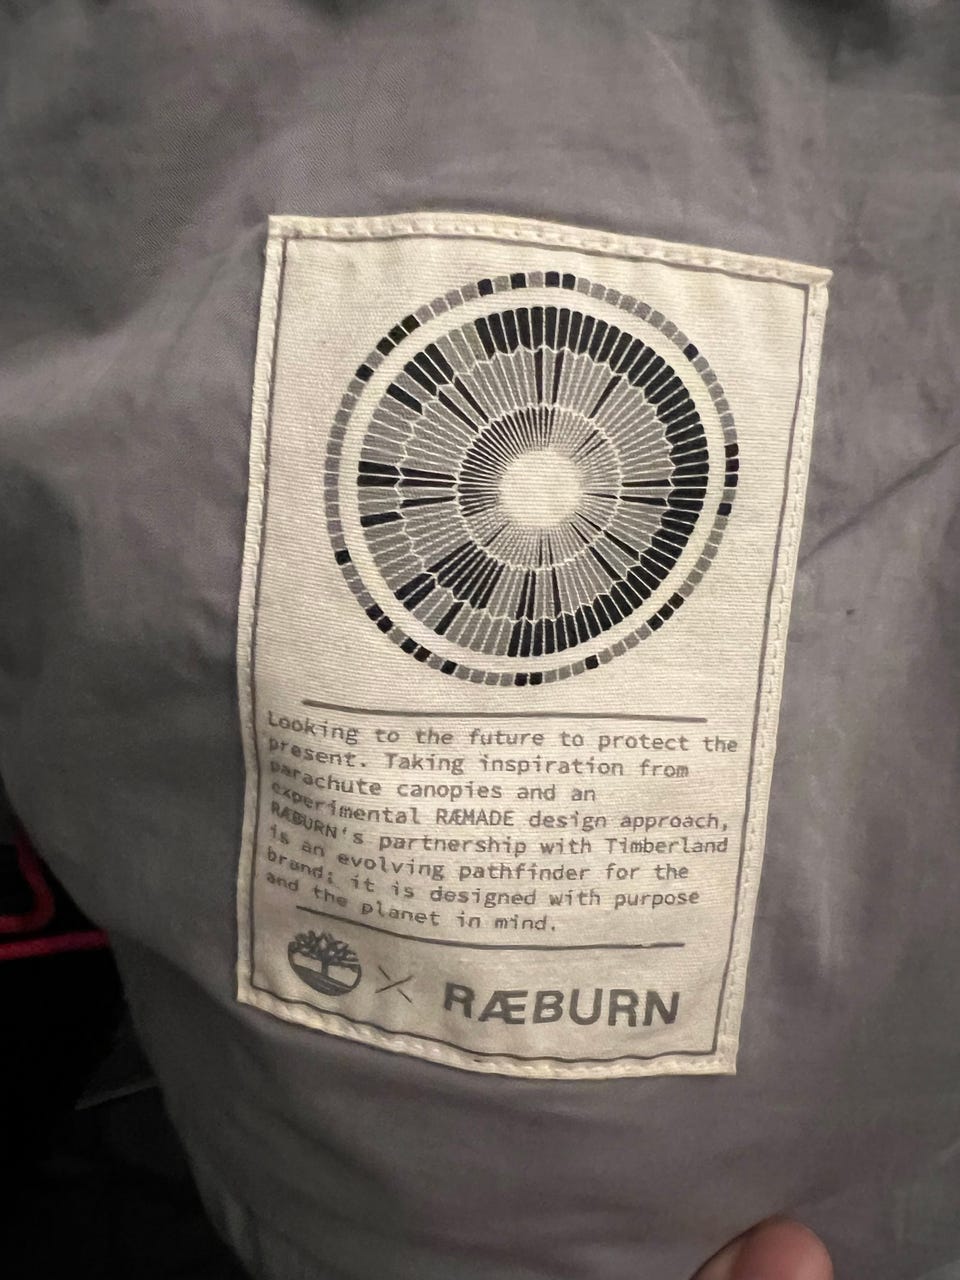 Looking to the future to protect the
present. Taking inspiration from
parachute canopies and an
experimental RÆMADE design approach,
RÆBURN's partnership with Timberland
is an evolving pathfinder for the
brand; it is designed with purpose
and the planet in mind.
X RÆBURN